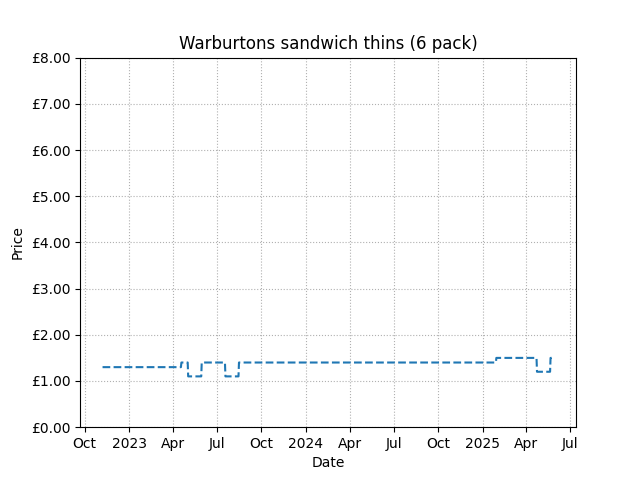 Warburtons sandwich thins (6 pack)
£8.00
£7.00
£6.00
£5.00
£4.00
£3.00
£2.00
£1.00
£0.00
Price
Oct 2023 Apr Jul Oct 2024 Apr Jul Oct 2025 Apr Jul
Date